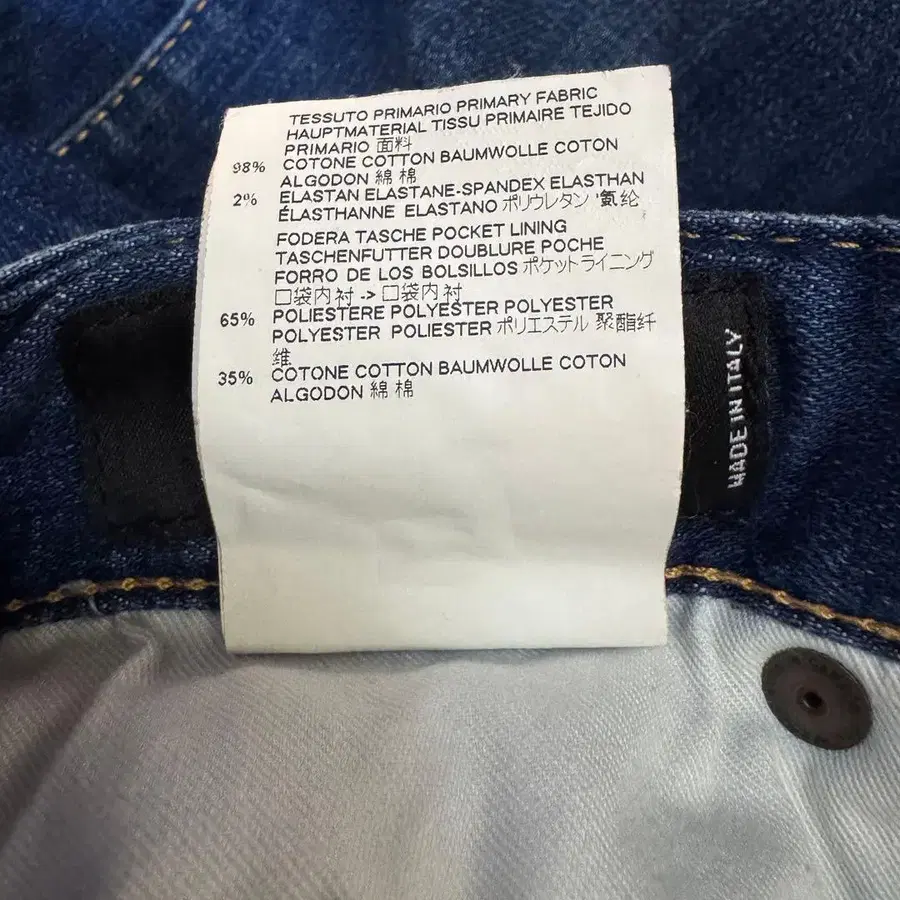 TESSUTO PRIMARIO PRIMARY FABRIC
HAUPTMATERIAL TISSU PRIMAIRE TEJIDO
PRIMARIO 面料
98% COTONE COTTON BAUMWOLLE COTON
ALGODON 綿 棉
2% ELASTAN ELASTANE-SPANDEX ELASTHAN
ÉLASTHANNE ELASTANO ポリウレタン '氨纶
FODERA TASCHE POCKET LINING
TASCHENFUTTER DOUBLURE POCHE
FORRO DE LOS BOLSILLOS ポケットライニング
口袋内衬 -> 口袋内衬
65% POLIESTERE POLYESTER POLYESTER
POLYESTER POLIESTER ポリエステル 聚酯纤
维
35% COTONE COTTON BAUMWOLLE COTON
ALGODON 綿 棉
MADE IN ITALY